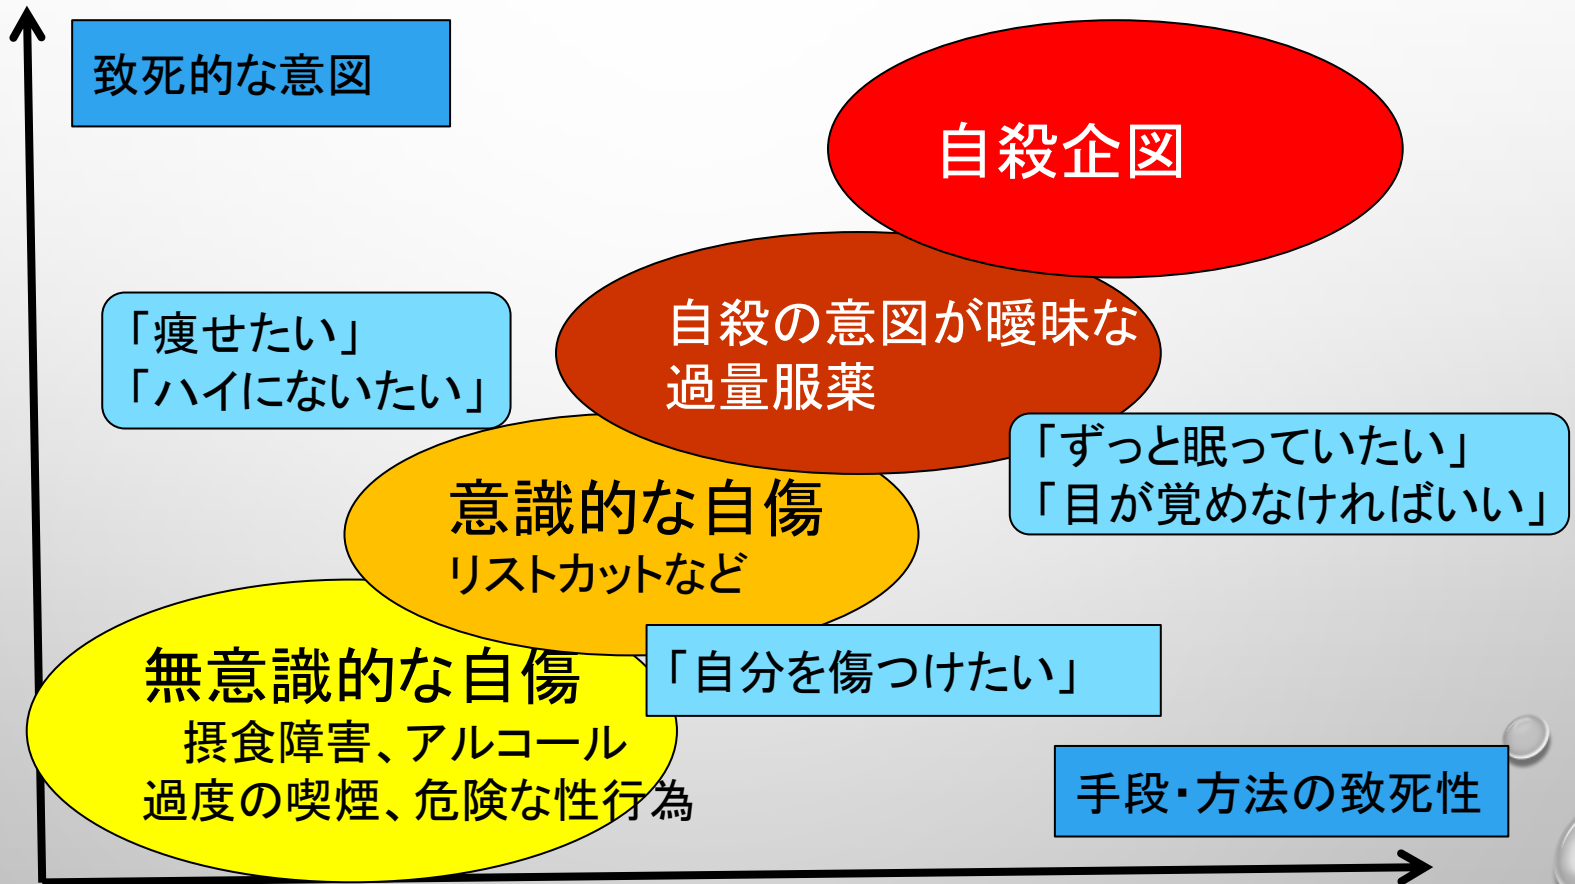 致死的な意図
自殺企図
自殺の意図が曖昧な
過量服薬
「痩せたい」
「ハイにないたい」
「ずっと眠っていたい」
「目が覚めなければいい」
意識的な自傷
リストカットなど
「自分を傷つけたい」
無意識的な自傷
摂食障害、アルコール
過度の喫煙、危険な性行為
手段・方法の致死性